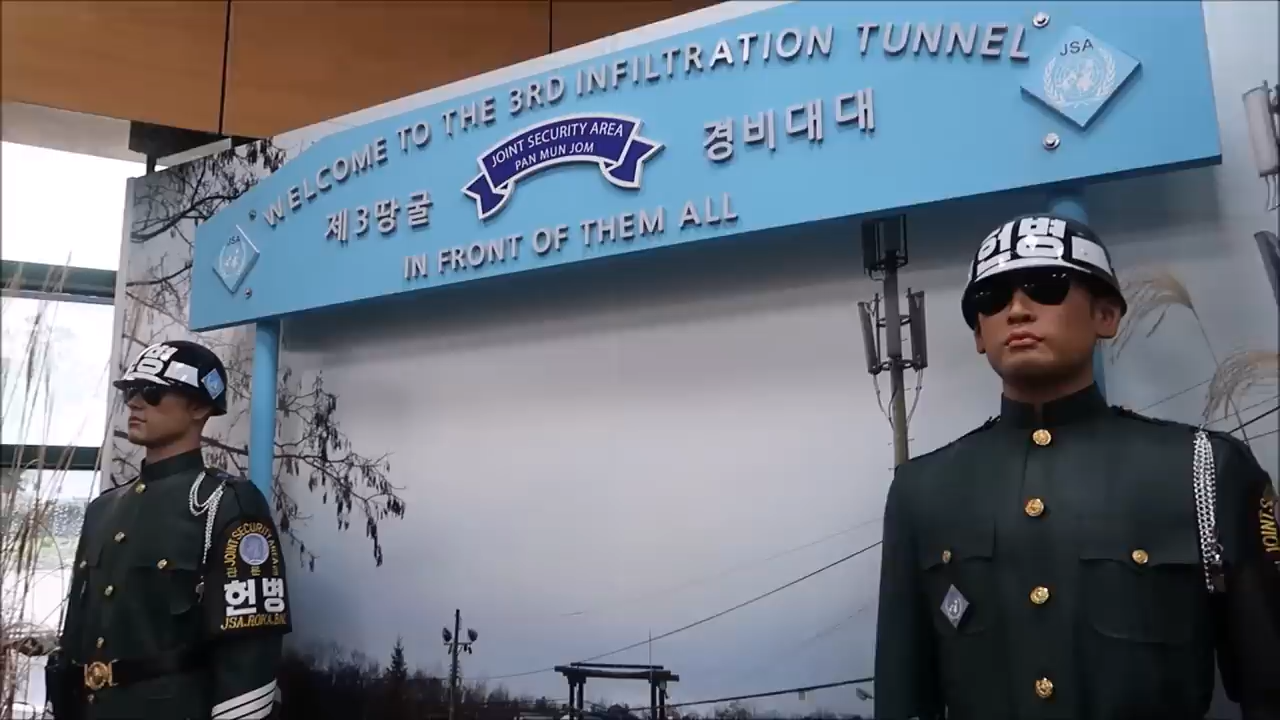 WELCOME TO THE 3RD INFILTRATION TUNNEL
JSA
JOINT SECURITY AREA
PAN MUN JOM
제3땅굴
경비대대
IN FRONT OF THEM ALL
JSA
헌병
헌병
JOINT SECURITY AREA
헌병
JSA.ROKA.BN.
JOINT S